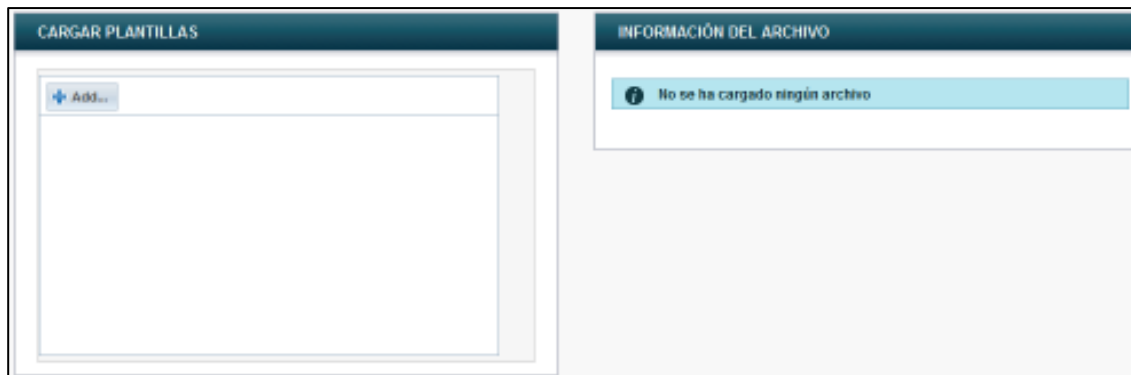 CARGAR PLANTILLAS
Add...
INFORMACIÓN DEL ARCHIVO
No se ha cargado ningún archivo